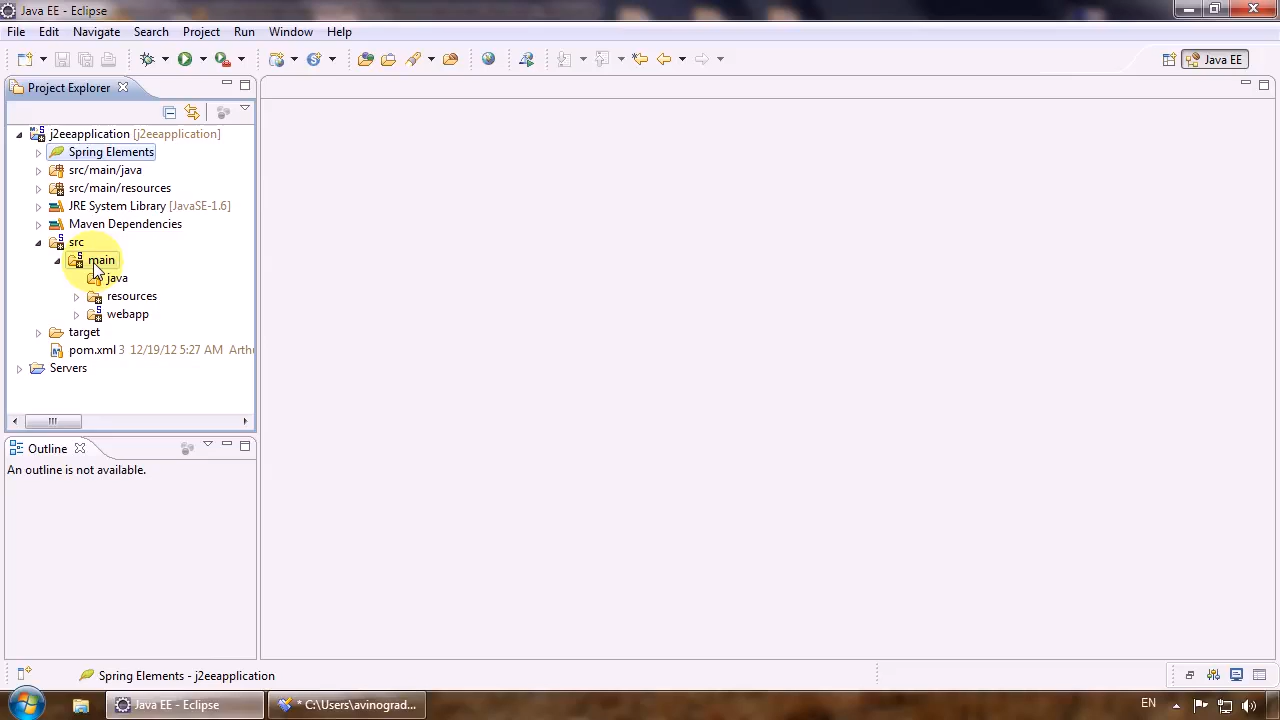 Java EE - Eclipse
File Edit Navigate Search Project Run Window Help
Java EE
Project Explorer
j2eeapplication [j2eeapplication]
Spring Elements
src/main/java
src/main/resources
JRE System Library [JavaSE-1.6]
Maven Dependencies
src
main
java
resources
webapp
target
pom.xml 3 12/19/12 5:27 AM Arth
Servers
Outline
An outline is not available.
Spring Elements - j2eeapplication
Java EE - Eclipse
* C:\Users\avinograd...
EN